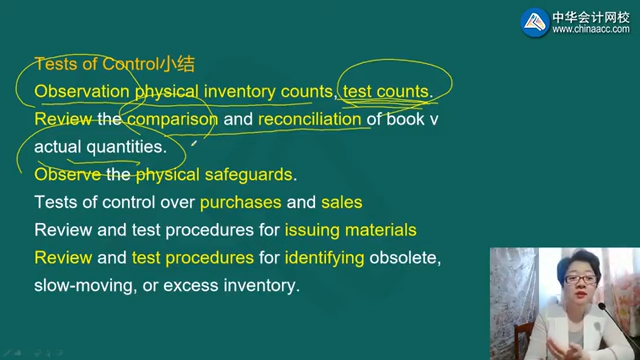 中华会计网校
www.chinaacc.com
Tests of Control小结
Observation physical inventory counts, test counts.
Review the comparison and reconciliation of book v
actual quantities.
Observe the physical safeguards.
Tests of control over purchases and sales
Review and test procedures for issuing materials
Review and test procedures for identifying obsolete,
slow-moving, or excess inventory.